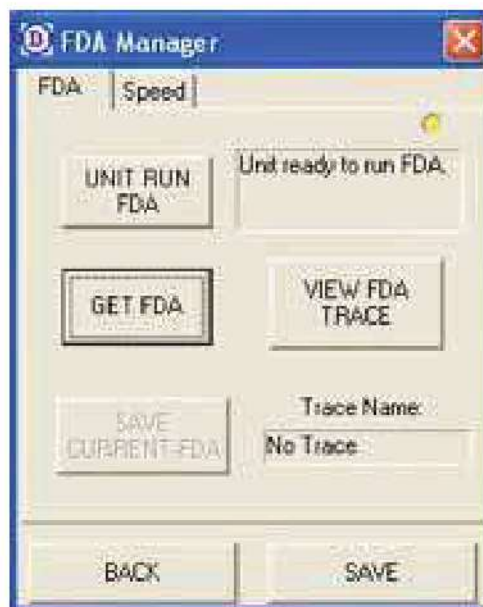 D FDA Manager
FDA Speed
UNIT RUN
FDA
Unit ready to run FDA.
GET FDA
VIEW FDA
TRACE
SAVE
CURRENT FDA
Trace Name:
No Trace
BACK
SAVE